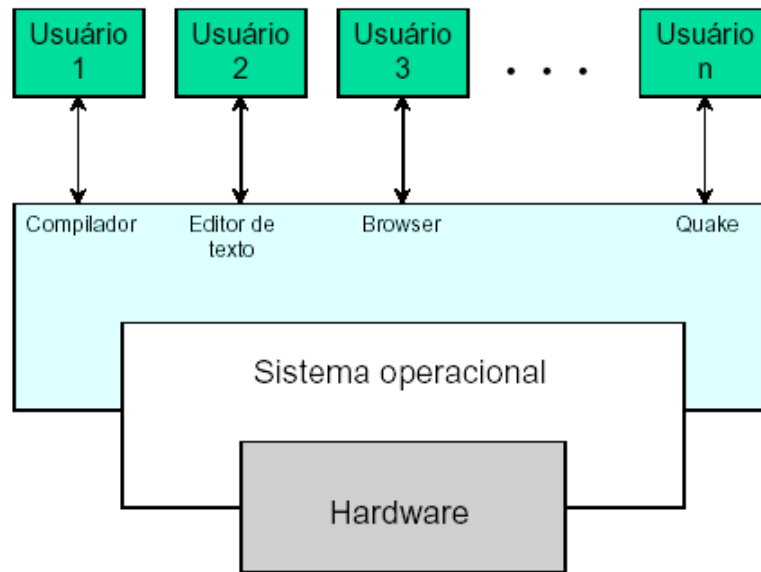 Usuário
1
Usuário
2
Usuário
3
. . .
Usuário
n
Compilador
Editor de
texto
Browser
Quake
Sistema operacional
Hardware